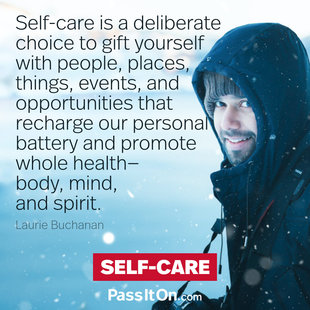 Self-care is a deliberate
choice to gift yourself
with people, places,
things, events, and
opportunities that
recharge our personal
battery and promote
whole health–
body, mind,
and spirit.
Laurie Buchanan
SELF-CARE
PassItOn.com